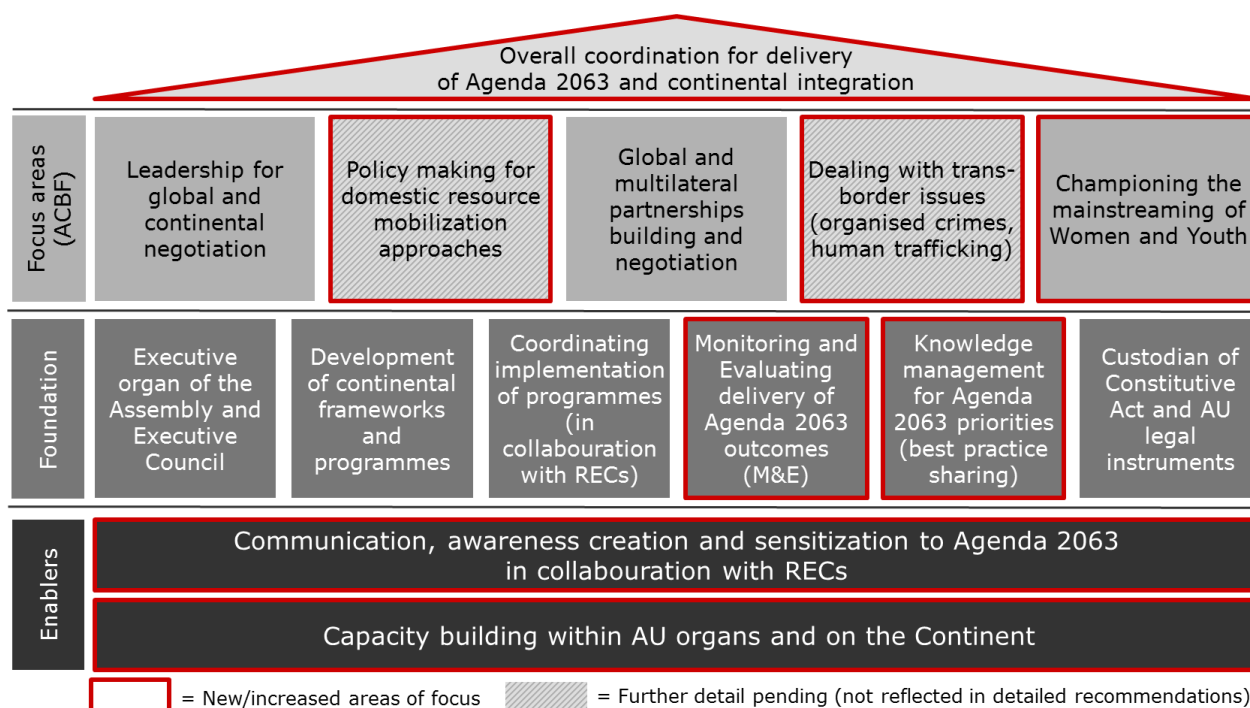 Overall coordination for delivery
of Agenda 2063 and continental integration
Focus areas
(ACBF)
Leadership for
global and
continental
negotiation
Policy making for
domestic resource
mobilization
approaches
Global and
multilateral
partnerships
building and
negotiation
Dealing with trans-
border issues
(organised crimes,
human trafficking)
Championing the
mainstreaming of
Women and Youth
Foundation
Executive
organ of the
Assembly and
Executive
Council
Development
of continental
frameworks
and
programmes
Coordinating
implementation
of programmes
(in
collabouration
with RECs)
Monitoring and
Evaluating
delivery of
Agenda 2063
outcomes
(M&E)
Knowledge
management
for Agenda
2063 priorities
(best practice
sharing)
Custodian of
Constitutive
Act and AU
legal
instruments
Enablers
Communication, awareness creation and sensitization to Agenda 2063
in collabouration with RECs
Capacity building within AU organs and on the Continent
= New/increased areas of focus
= Further detail pending (not reflected in detailed recommendations)